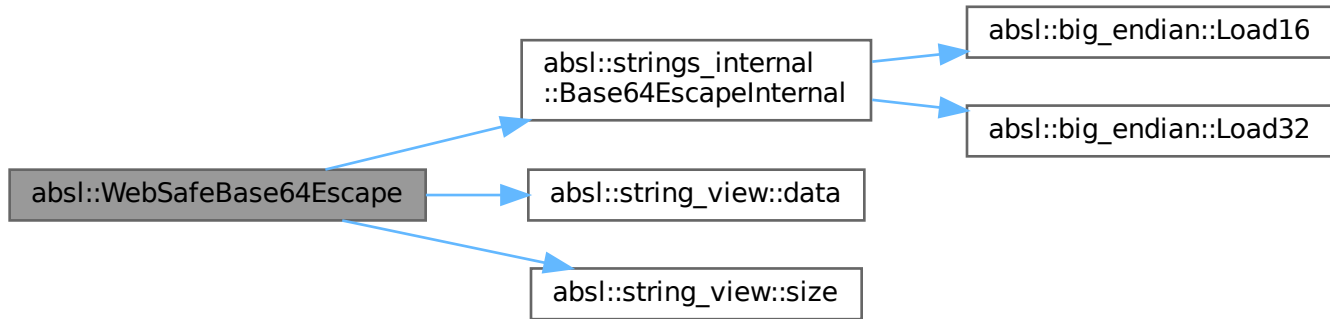 absl::WebSafeBase64Escape
absl::strings_internal
::Base64EscapeInternal
absl::big_endian::Load16
absl::big_endian::Load32
absl::string_view::data
absl::string_view::size